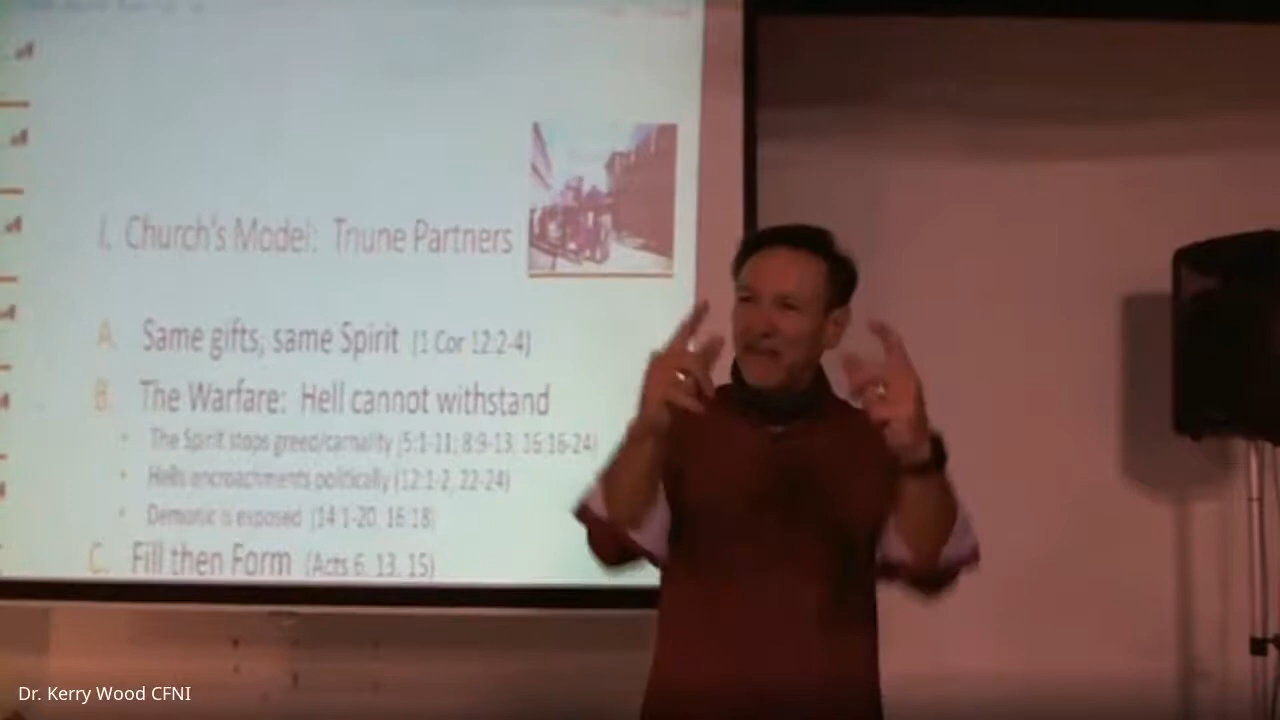 I. Church's Model: Triune Partners
A. Same gifts, same Spirit (1 Cor 12:2-4)
B. The Warfare: Hell cannot withstand
• The Spirit stops greed/carnality (5:1-11; 8:9-13, 16:16-24)
• Hells encroachments politically (12:1-2, 22-24)
• Demonic is exposed (14:1-20, 16:18)
C. Fill then Form (Acts 6, 13, 15)
Dr. Kerry Wood CFNI